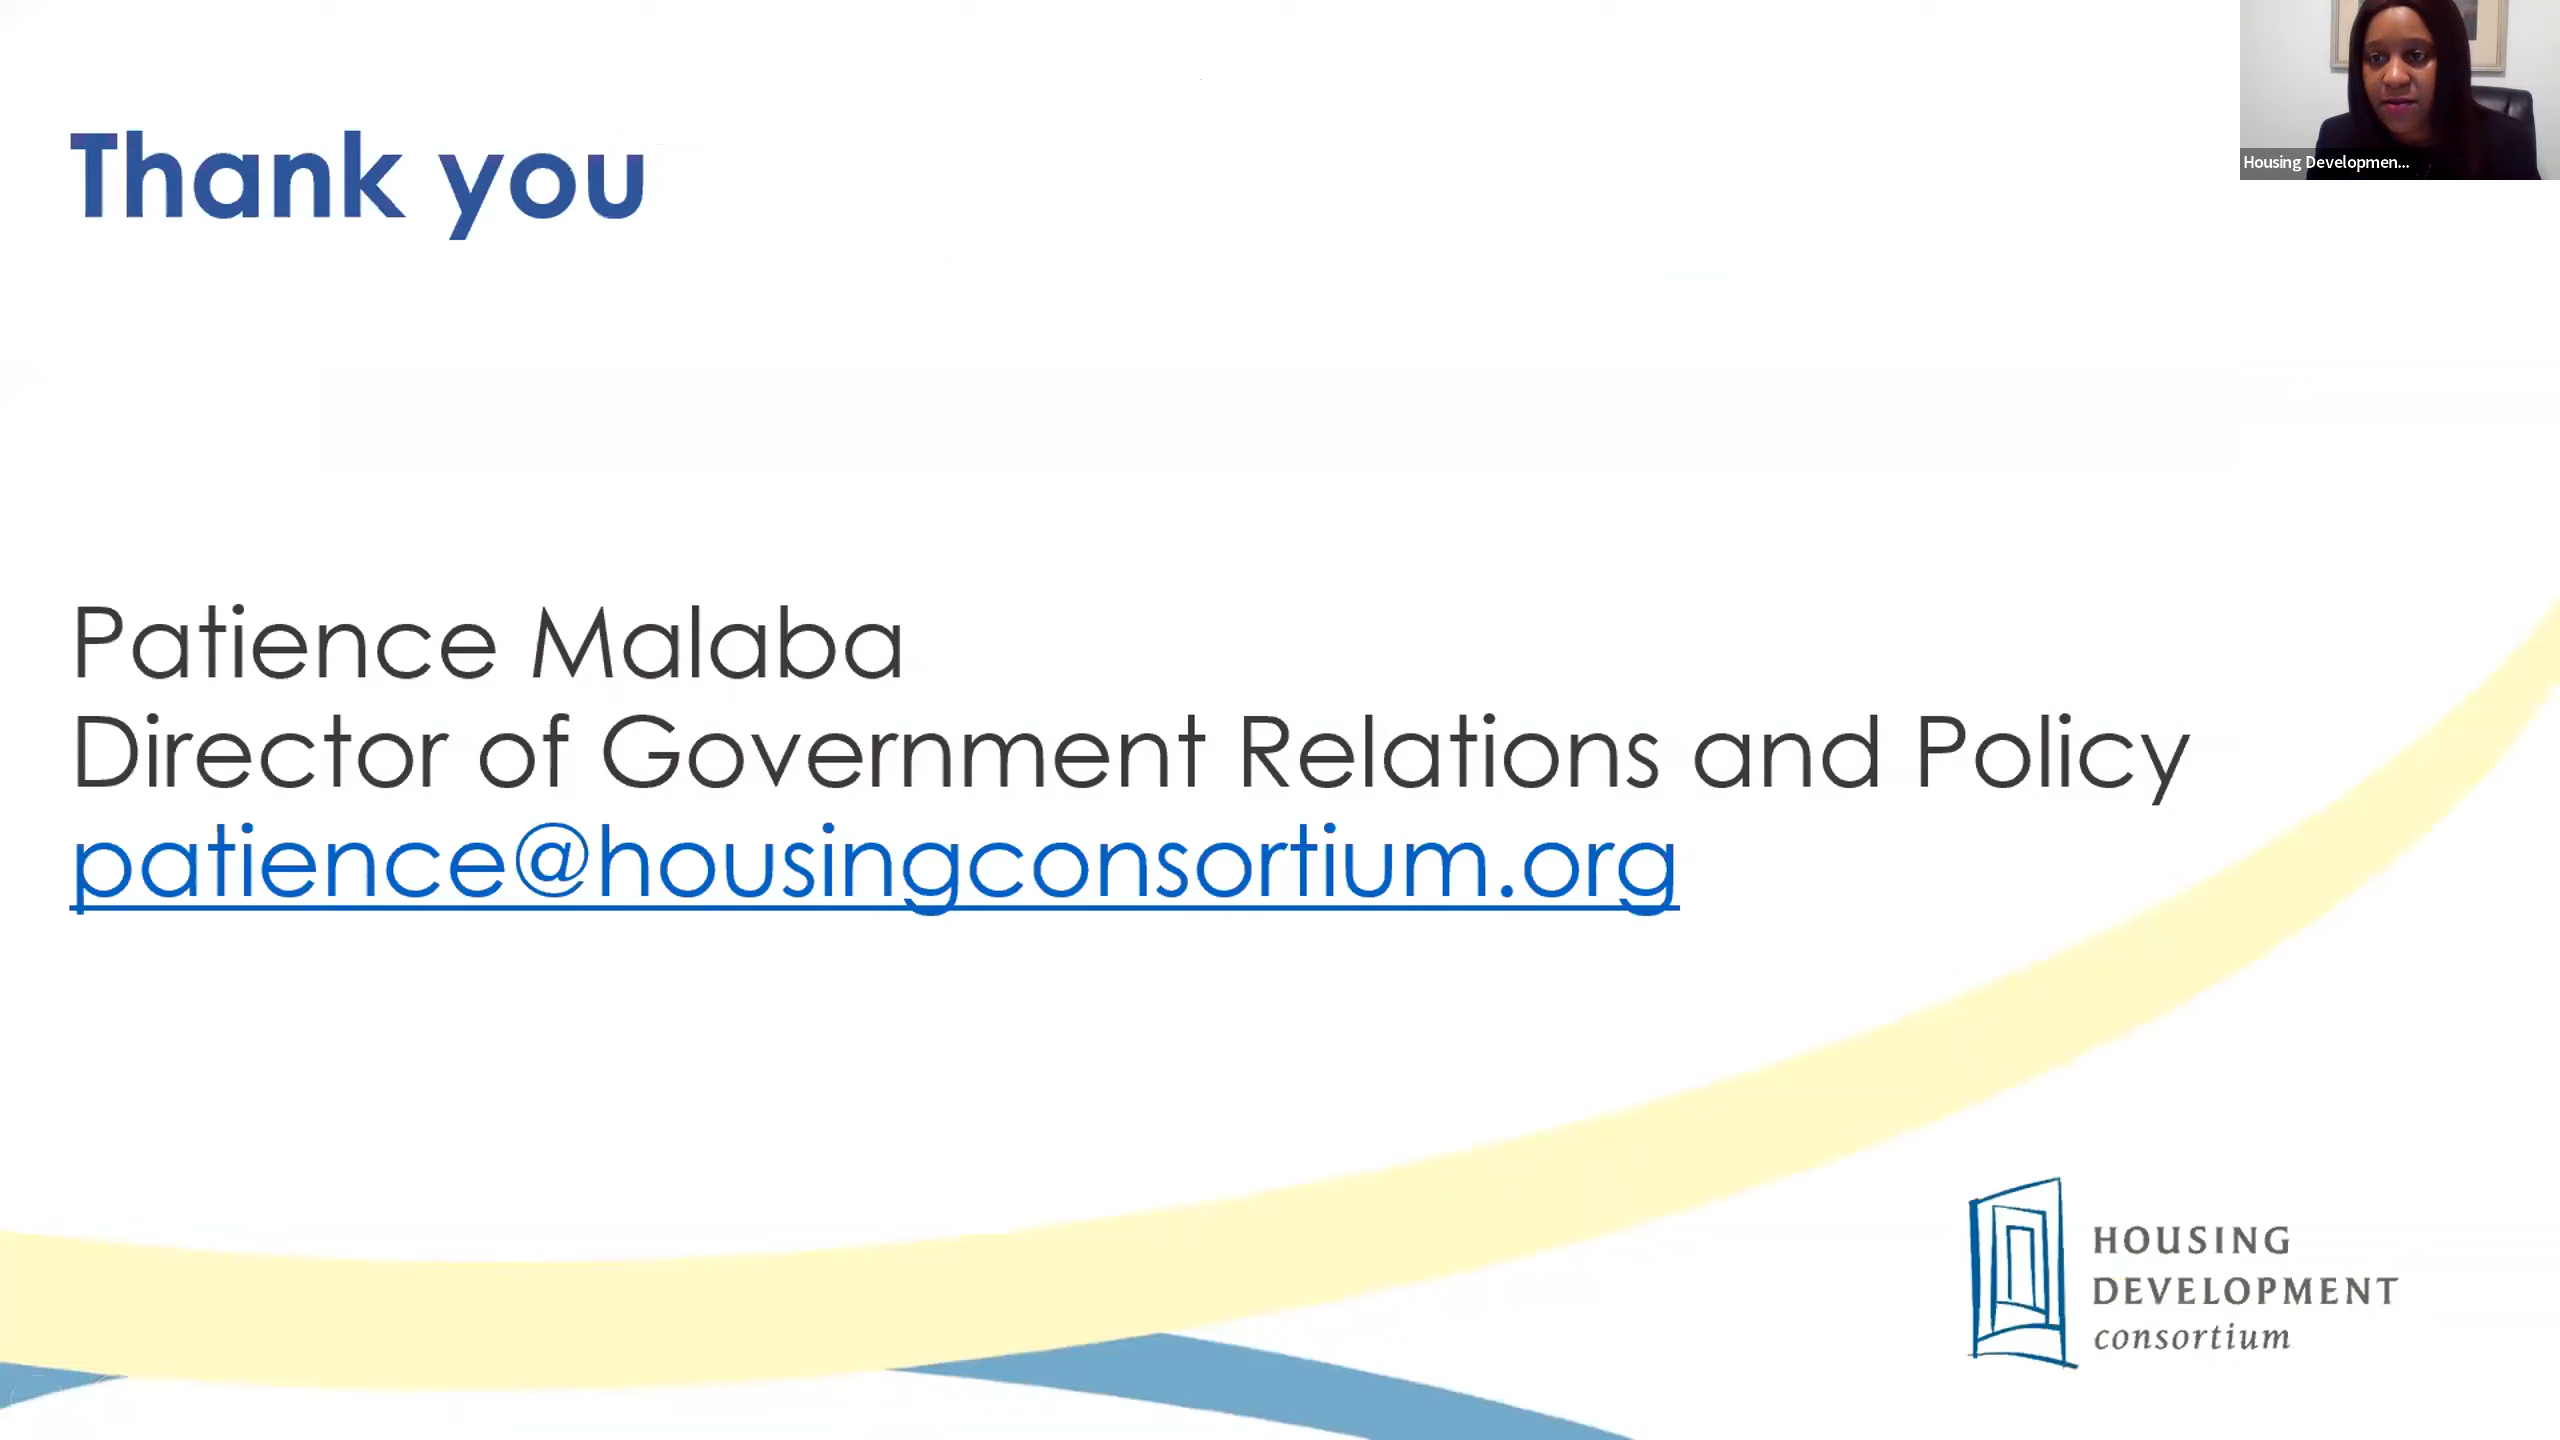 Thank you
Housing Developmen...
Patience Malaba
Director of Government Relations and Policy
patience@housingconsortium.org
HOUSING
DEVELOPMENT
consortium